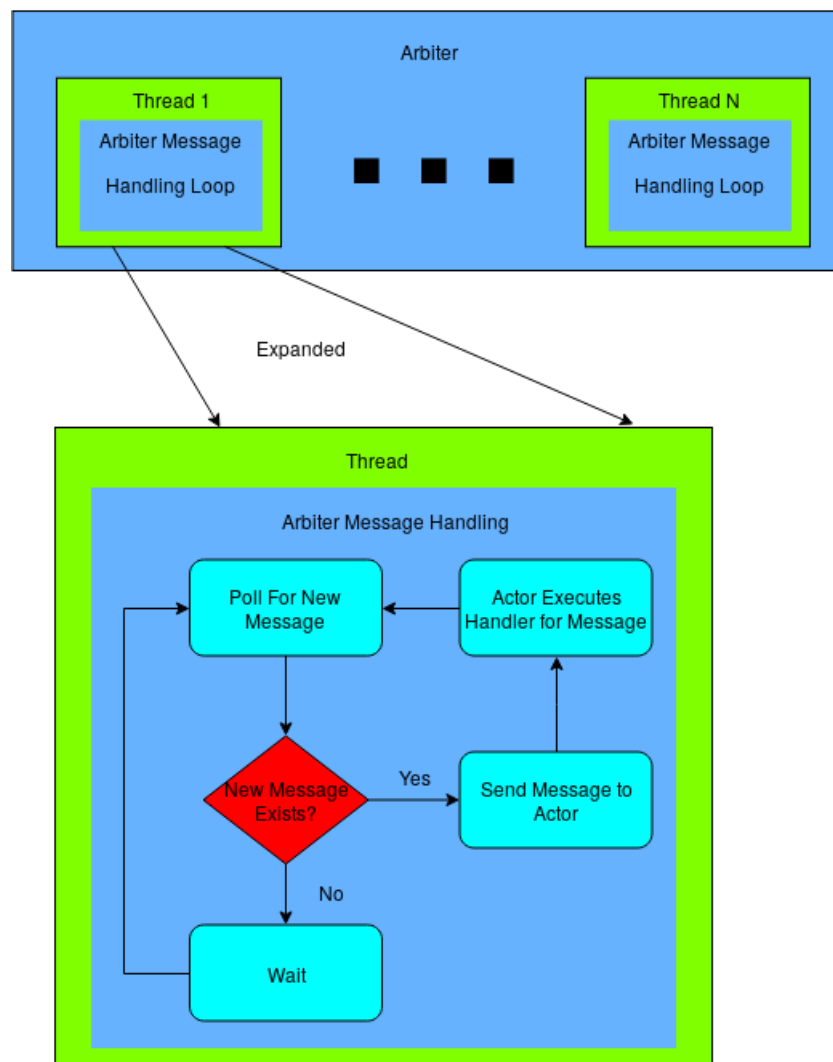 Arbiter
Thread 1
Arbiter Message
Handling Loop
Thread N
Arbiter Message
Handling Loop
Expanded
Thread
Arbiter Message Handling
Poll For New
Message
Actor Executes
Handler for Message
New Message
Exists?
Yes
Send Message to
Actor
No
Wait